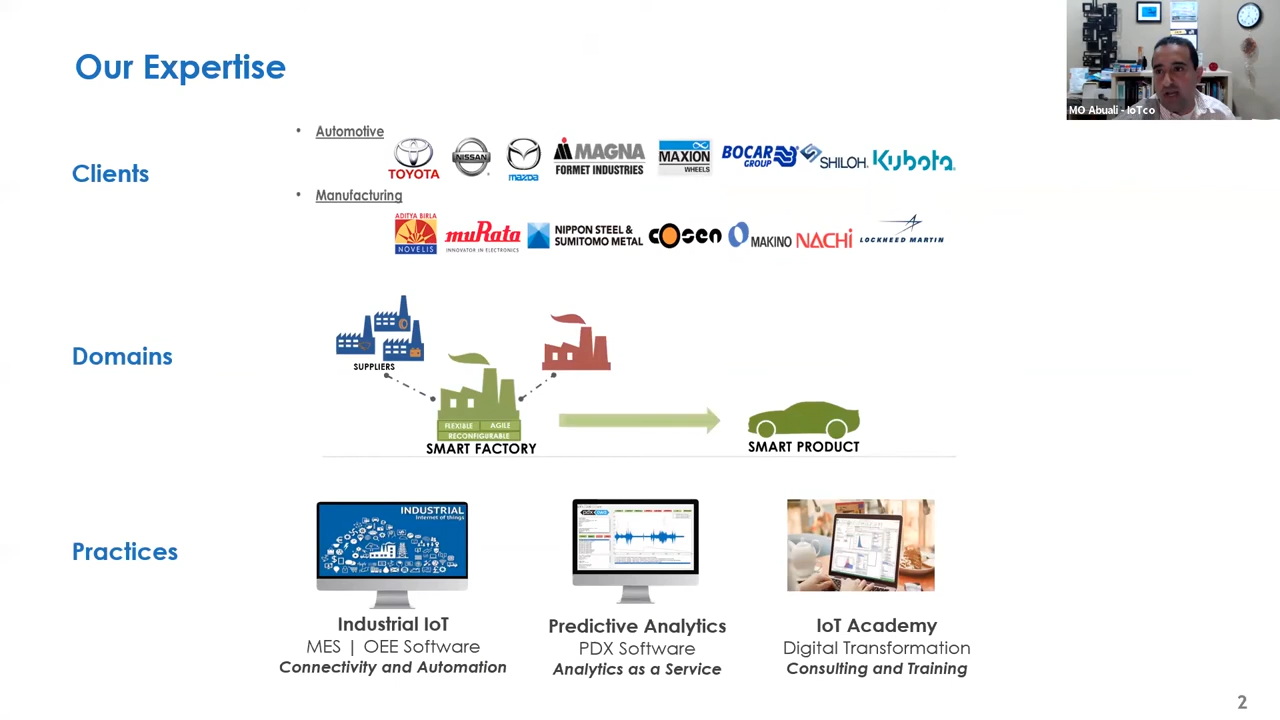 Our Expertise
MO Abuali - IoTco
Clients
• Automotive
TOYOTA
NISSAN
mazda
MAGNA
FORMET INDUSTRIES
MAXION
WHEELS
BOCAR
GROUP
SHILOH
Kubota
• Manufacturing
ADITYA BIRLA
NOVELIS
muRata
INNOVATOR IN ELECTRONICS
NIPPON STEEL &
SUMITOMO METAL
cosen
MAKINO
NACHI
LOCKHEED MARTIN
Domains
SUPPLIERS
FLEXIBLE AGILE
RECONFIGURABLE
SMART FACTORY
SMART PRODUCT
Practices
INDUSTRIAL
Internet of things
Industrial IoT
MES | OEE Software
Connectivity and Automation
Predictive Analytics
PDX Software
Analytics as a Service
IoT Academy
Digital Transformation
Consulting and Training
2